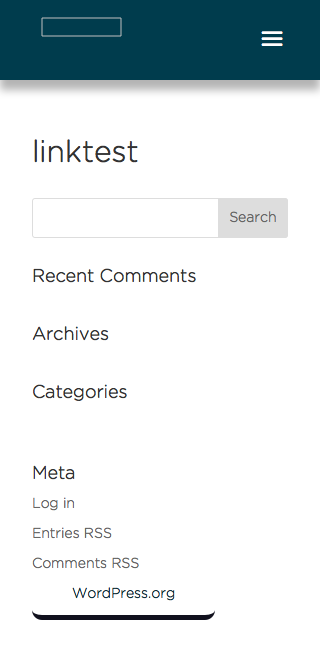 linktest
Search
Recent Comments
Archives
Categories
Meta
Log in
Entries RSS
Comments RSS
WordPress.org